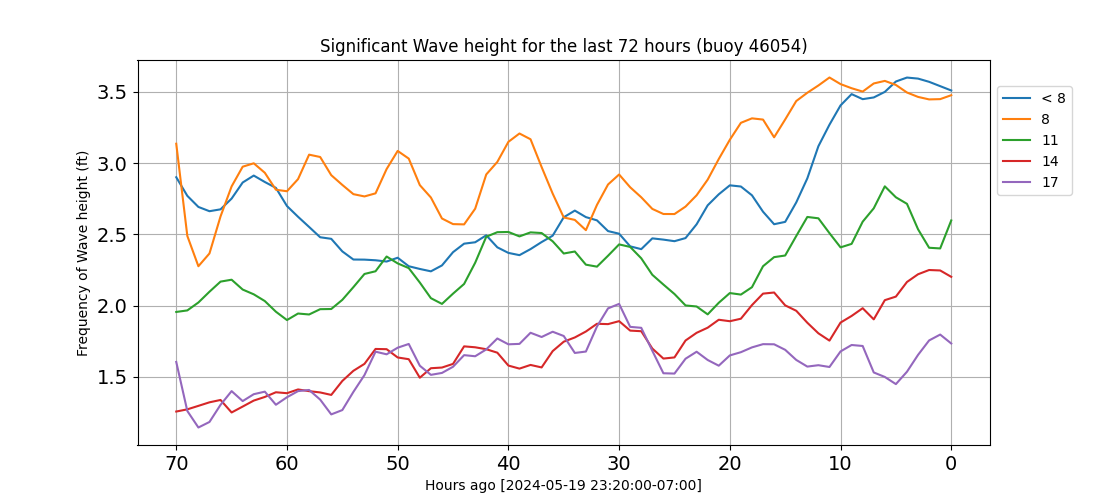 Significant Wave height for the last 72 hours (buoy 46054)
Frequency of Wave height (ft)
3.5
3.0
2.5
2.0
1.5
70 60 50 40 30 20 10 0
Hours ago [2024-05-19 23:20:00-07:00]
< 8
8
11
14
17